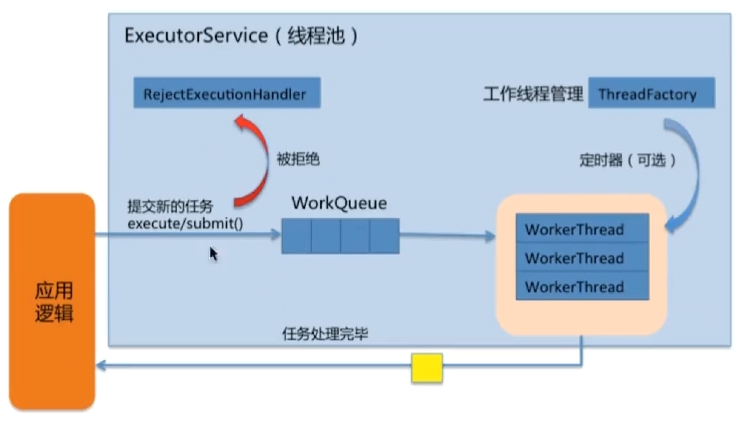 ExecutorService（线程池）
RejectExecutionHandler
工作线程管理
ThreadFactory
被拒绝
定时器（可选）
提交新的任务
execute/submit()
WorkQueue
WorkerThread
WorkerThread
WorkerThread
应用
逻辑
任务处理完毕